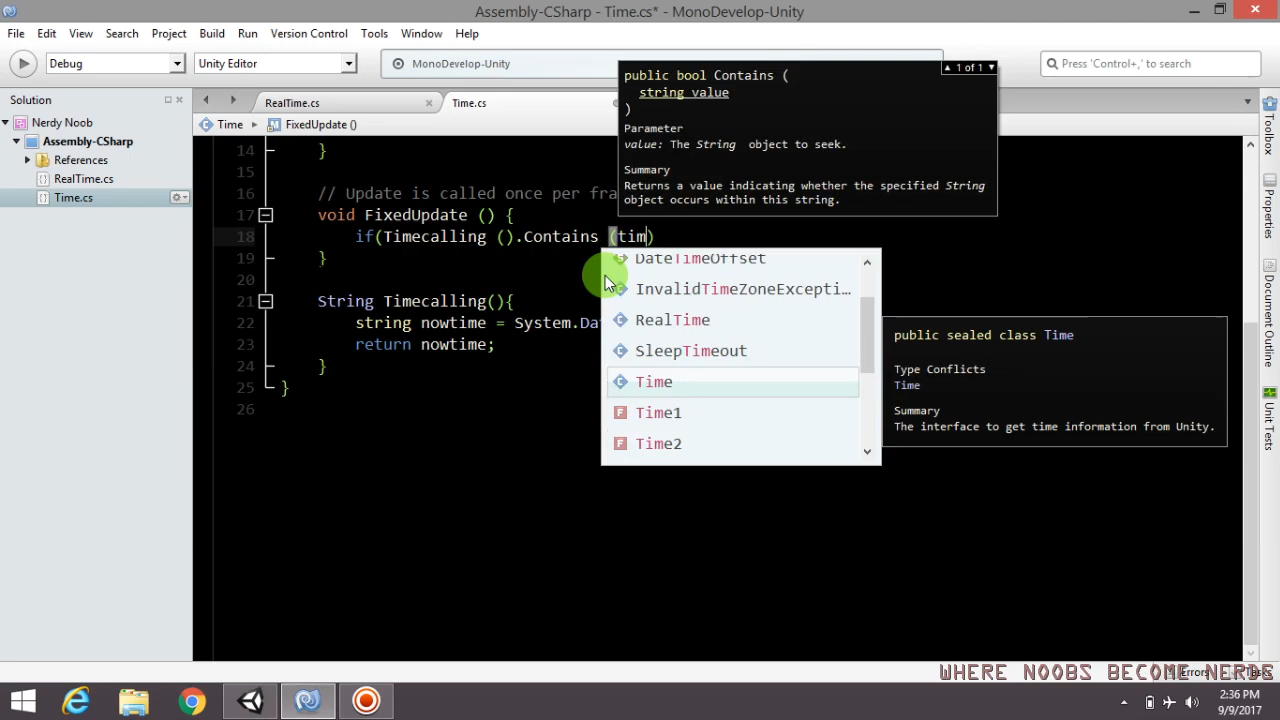 Assembly-CSharp - Time.cs* - MonoDevelop-Unity
File Edit View Search Project Build Run Version Control Tools Window Help
Debug Unity Editor MonoDevelop-Unity Press 'Control+,' to search
Solution
Nerdy Noob
Assembly-CSharp
References
RealTime.cs
Time.cs
RealTime.cs Time.cs
Time FixedUpdate ()
14 }
15
16 // Update is called once per fra
17 void FixedUpdate () {
18 if(Timecalling ().Contains (tim)
19 }
20
21 String Timecalling(){
22 string nowtime = System.Da
23 return nowtime;
24 }
25 }
26
public bool Contains (
1 of 1
string value
)
Parameter
value: The String object to seek.
Summary
Returns a value indicating whether the specified String
object occurs within this string.
DateTimeOffset
InvalidTimeZoneExcepti...
RealTime
SleepTimeout
Time
Time1
Time2
public sealed class Time
Type Conflicts
Time
Summary
The interface to get time information from Unity.
Toolbox
Properties
Document Outline
Unit Tests
Errors
WHERE NOOBS BECOME NERDS
2:36 PM
9/9/2017